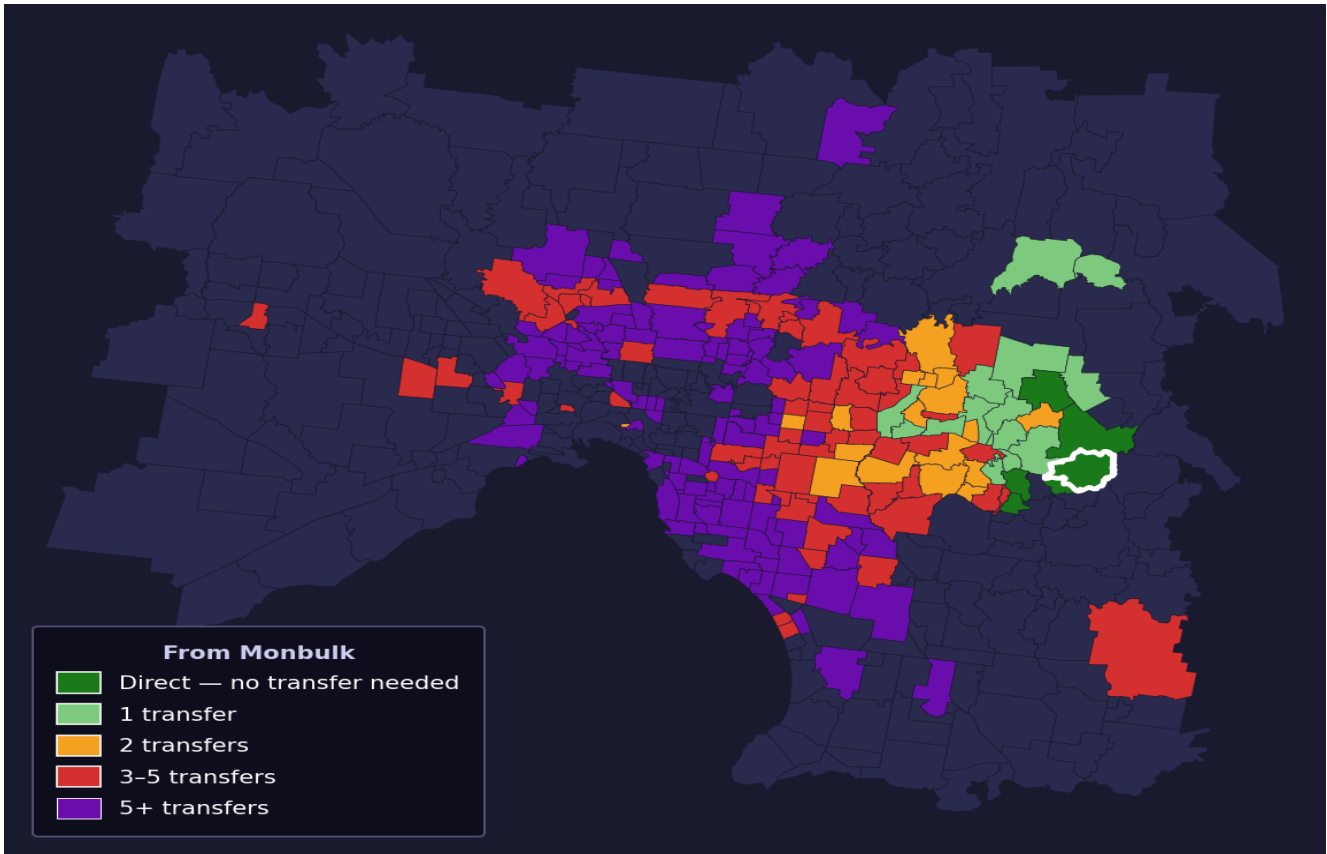 From Monbulk
Direct — no transfer needed
1 transfer
2 transfers
3–5 transfers
5+ transfers